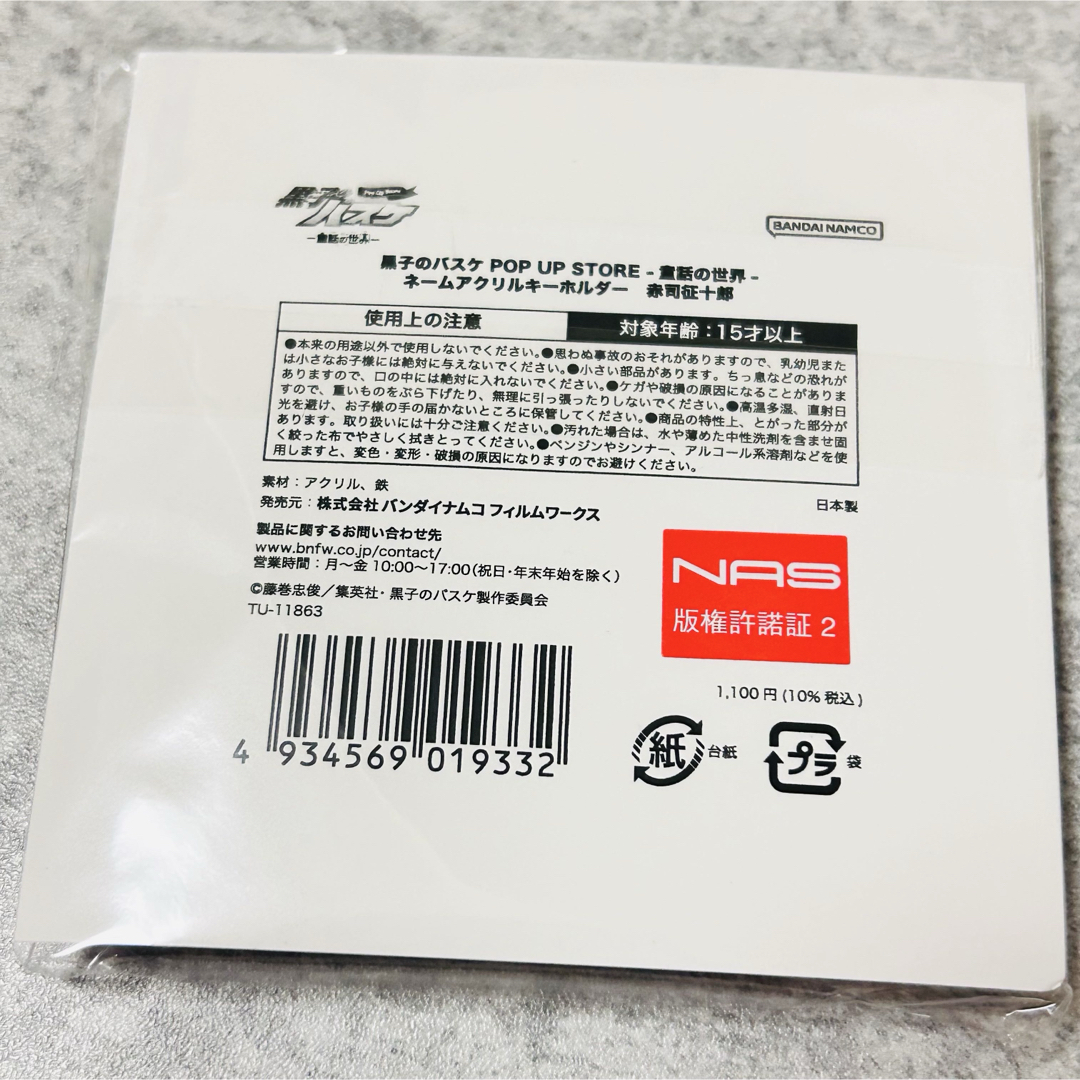 黒子のバスケ
POP UP STORE
-童話の世界-
BANDAI NAMCO
黒子のバスケ POP UP STORE - 童話の世界 -
ネームアクリルキーホルダー 赤司征十郎
使用上の注意
対象年齢:15才以上
●本来の用途以外で使用しないでください。●思わぬ事故のおそれがありますので、乳幼児また
は小さなお子様には絶対に与えないでください。●小さい部品があります。ちっ息などの恐れが
ありますので、口の中には絶対に入れないでください。●ケガや破損の原因になることがありま
すので、重いものをぶら下げたり、無理に引っ張ったりしないでください。●高温多湿、直射日
光を避け、お子様の手の届かないところに保管してください。●商品の特性上、とがった部分が
あります。取り扱いには十分ご注意ください。●汚れた場合は、水や薄めた中性洗剤を含ませ固
く絞った布でやさしく拭きとってください。●ベンジンやシンナー、アルコール系溶剤などを使
用しますと、変色・変形・破損の原因になりますのでお避けください。
素材:アクリル、鉄
発売元:株式会社 バンダイナムコ フィルムワークス
日本製
製品に関するお問い合わせ先
www.bnfw.co.jp/contact/
営業時間:月〜金 10:00〜17:00(祝日・年末年始を除く)
©藤巻忠俊/集英社・黒子のバスケ製作委員会
TU-11863
NAS
版権許諾証 2
1,100円(10%税込)
4 934569 019332
紙 台紙
プラ 袋